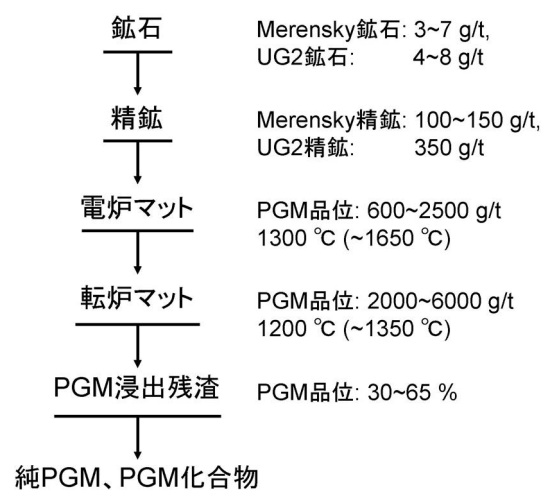 鉱石
Merensky鉱石: 3~7 g/t,
UG2鉱石: 4~8 g/t
精鉱
Merensky精鉱: 100~150 g/t,
UG2精鉱: 350 g/t
電炉マット
PGM品位: 600~2500 g/t
1300 ℃ (~1650 ℃)
転炉マット
PGM品位: 2000~6000 g/t
1200 ℃ (~1350 ℃)
PGM浸出残渣
PGM品位: 30~65 %
純PGM、PGM化合物